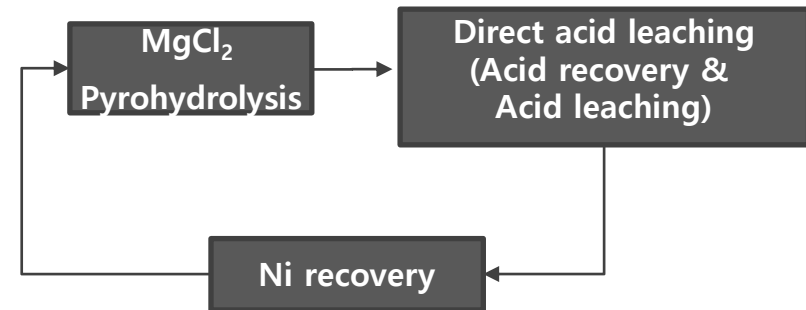 MgCl₂
Pyrohydrolysis
Direct acid leaching
(Acid recovery &
Acid leaching)
Ni recovery